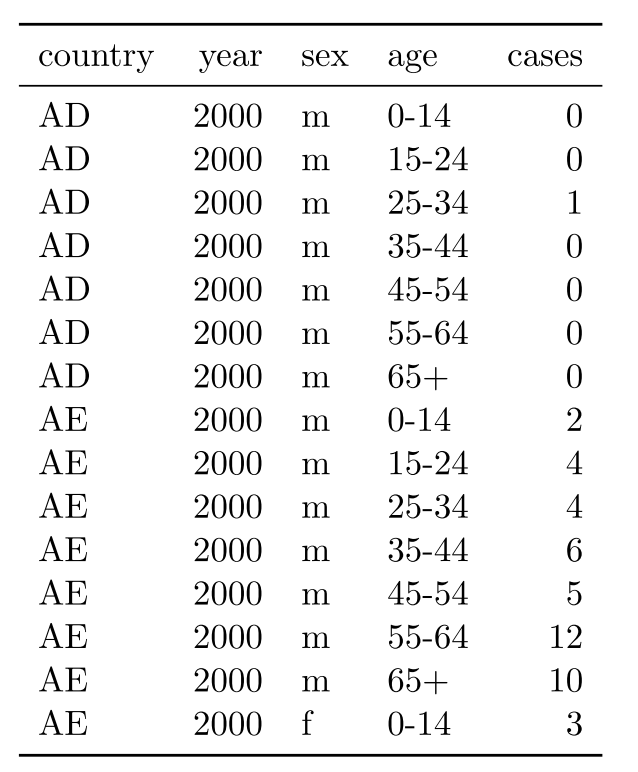 country year sex age cases
AD 2000 m 0-14 0
AD 2000 m 15-24 0
AD 2000 m 25-34 1
AD 2000 m 35-44 0
AD 2000 m 45-54 0
AD 2000 m 55-64 0
AD 2000 m 65+ 0
AE 2000 m 0-14 2
AE 2000 m 15-24 4
AE 2000 m 25-34 4
AE 2000 m 35-44 6
AE 2000 m 45-54 5
AE 2000 m 55-64 12
AE 2000 m 65+ 10
AE 2000 f 0-14 3